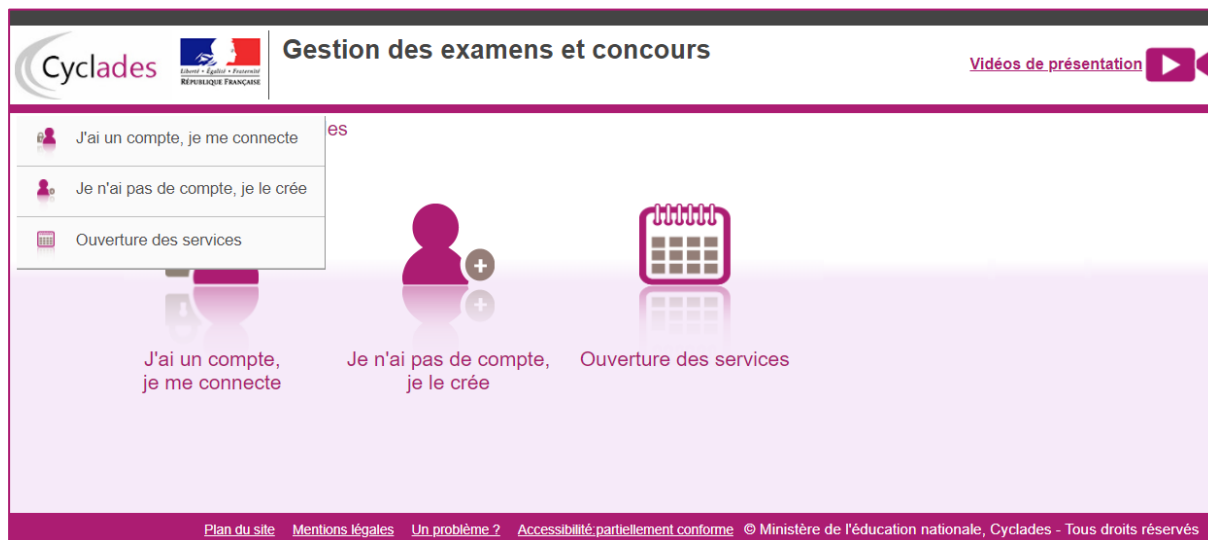 Cyclades
Liberté • Égalité • Fraternité
RÉPUBLIQUE FRANÇAISE
Gestion des examens et concours
Vidéos de présentation
es
J'ai un compte, je me connecte
Je n'ai pas de compte, je le crée
Ouverture des services
J'ai un compte,
je me connecte
Je n'ai pas de compte,
je le crée
Ouverture des services
Plan du site Mentions légales Un problème ? Accessibilité:partiellement conforme © Ministère de l'éducation nationale, Cyclades - Tous droits réservés